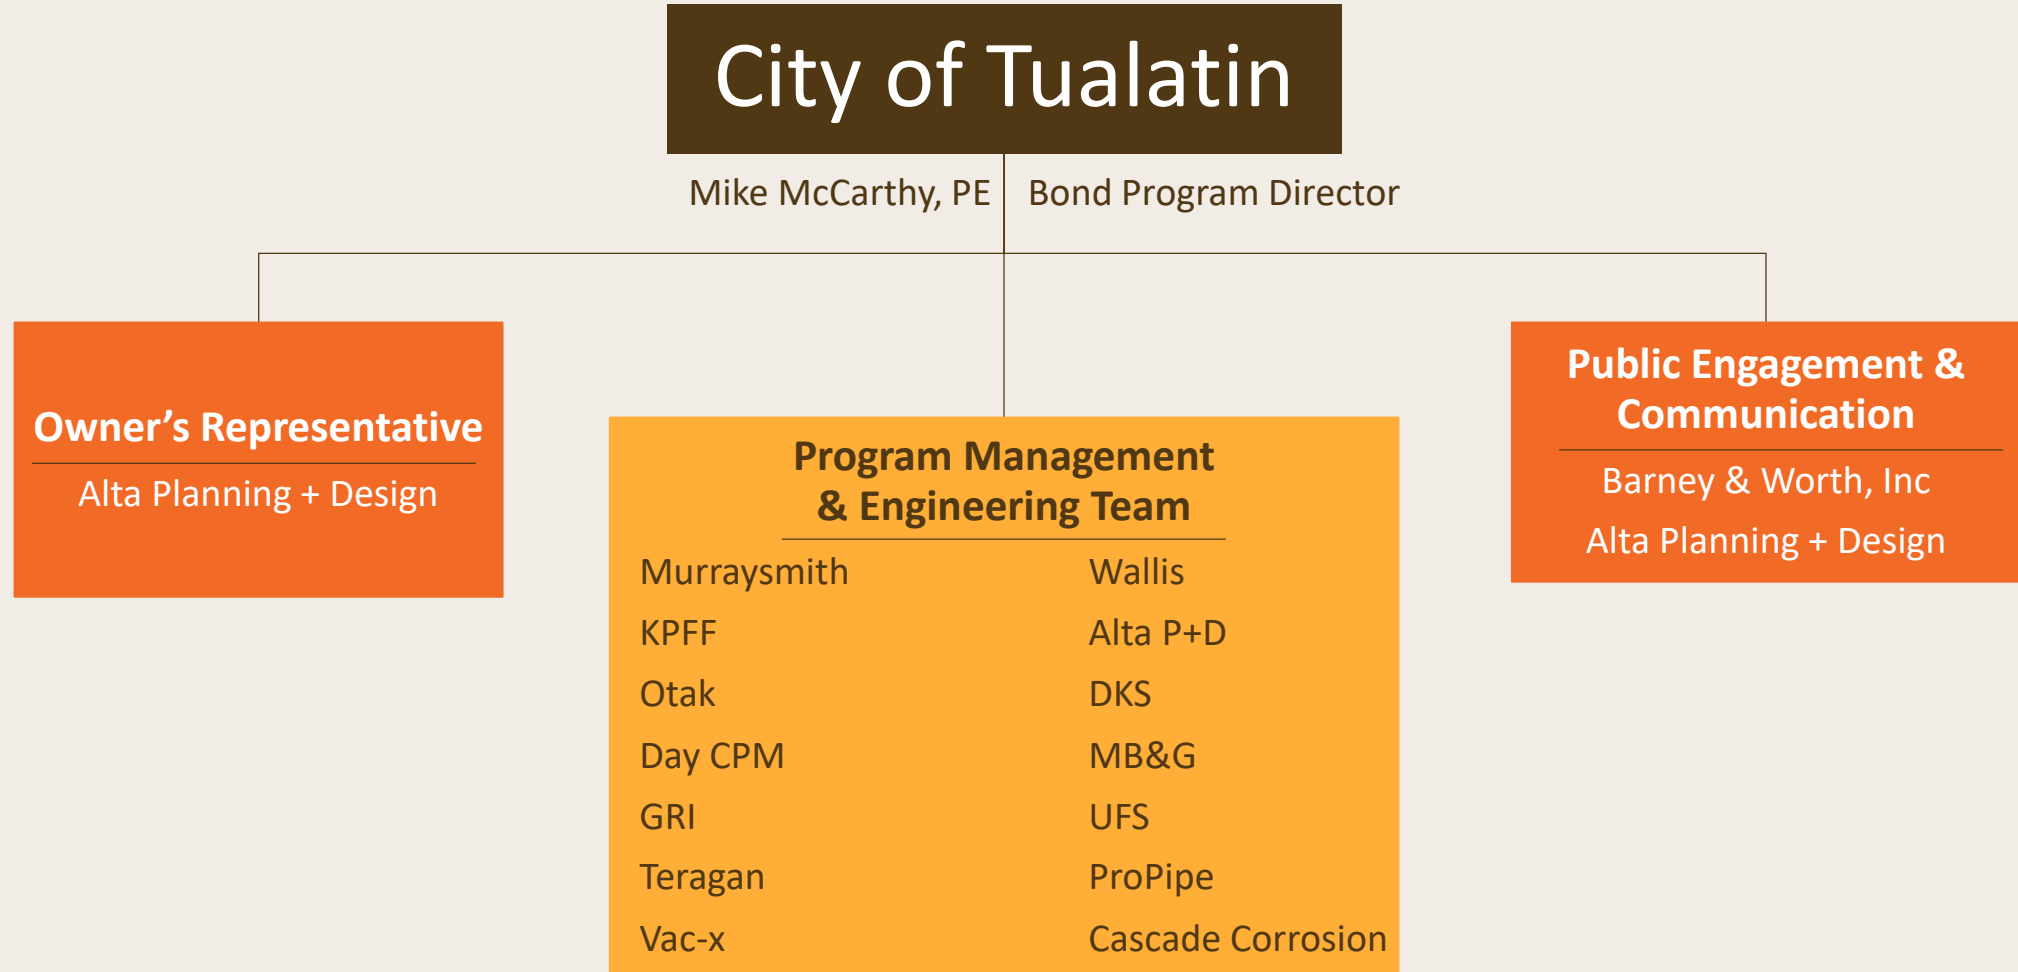 City of Tualatin
Mike McCarthy, PE
Bond Program Director
Owner’s Representative
Alta Planning + Design
Program Management
& Engineering Team
Murraysmith
KPFF
Otak
Day CPM
GRI
Teragan
Vac-x
Wallis
Alta P+D
DKS
MB&G
UFS
ProPipe
Cascade Corrosion
Public Engagement &
Communication
Barney & Worth, Inc
Alta Planning + Design